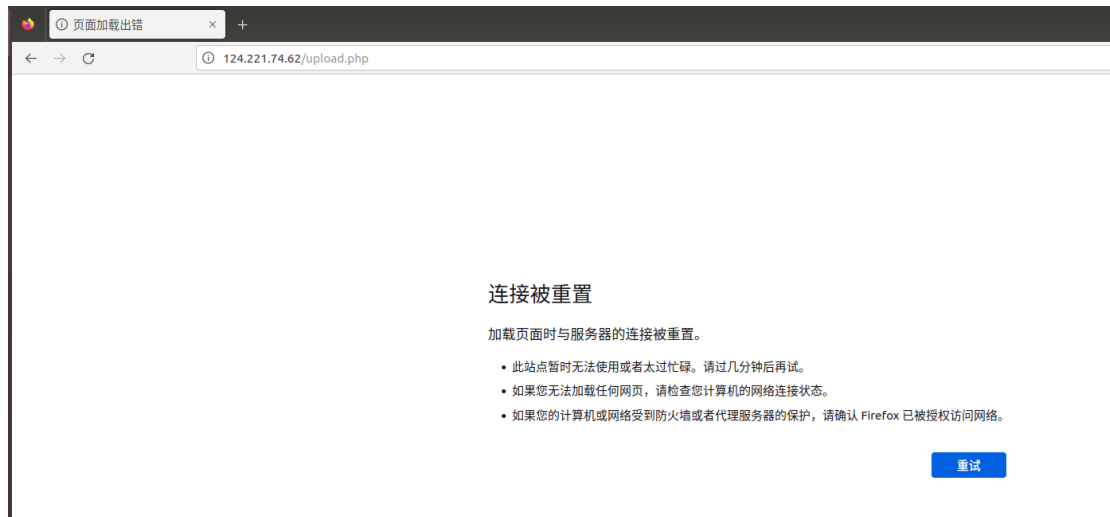 页面加载出错
124.221.74.62/upload.php
连接被重置
加载页面时与服务器的连接被重置。
此站点暂时无法使用或者太过忙碌。请过几分钟后再试。
如果您无法加载任何网页，请检查您计算机的网络连接状态。
如果您的计算机或网络受到防火墙或者代理服务器的保护，请确认 Firefox 已被授权访问网络。
重试